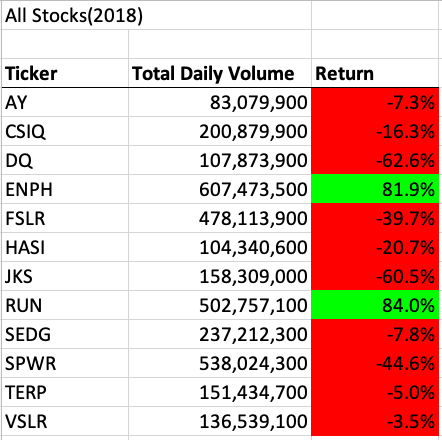 All Stocks(2018)
Ticker Total Daily Volume Return
AY 83,079,900 -7.3%
CSIQ 200,879,900 -16.3%
DQ 107,873,900 -62.6%
ENPH 607,473,500 81.9%
FSLR 478,113,900 -39.7%
HASI 104,340,600 -20.7%
JKS 158,309,000 -60.5%
RUN 502,757,100 84.0%
SEDG 237,212,300 -7.8%
SPWR 538,024,300 -44.6%
TERP 151,434,700 -5.0%
VSLR 136,539,100 -3.5%